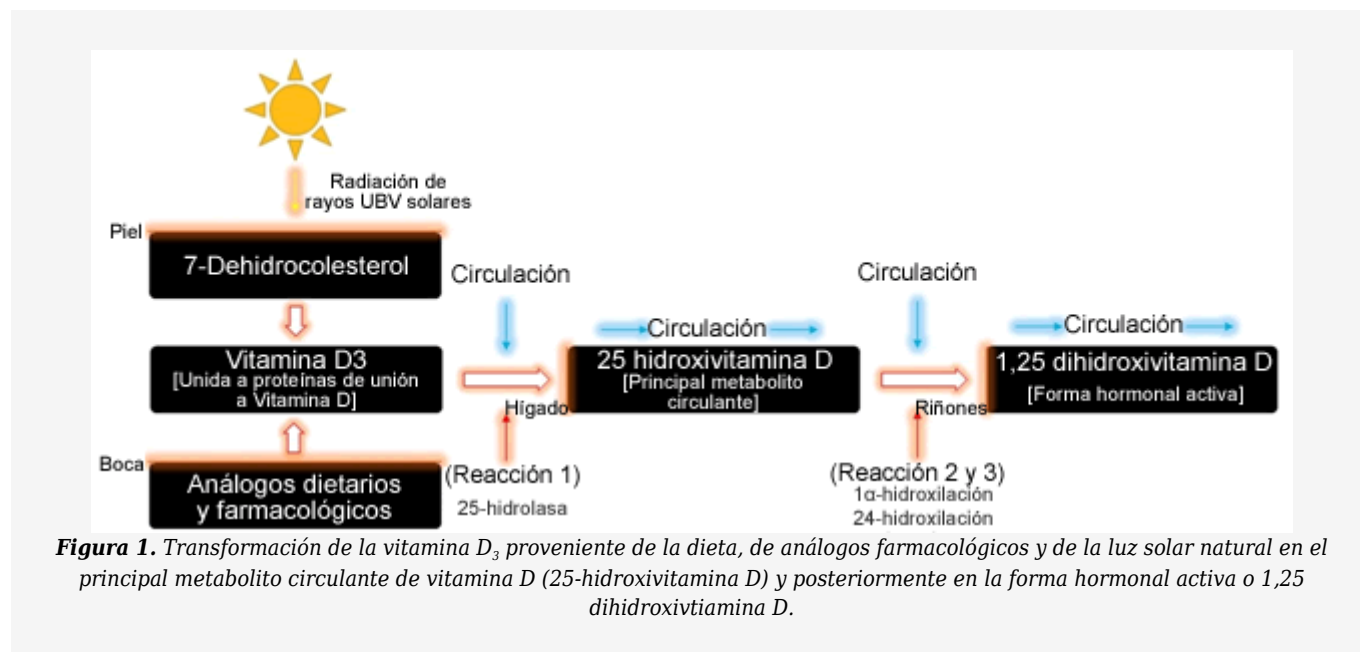 Radiación de
rayos UBV solares
Piel
7-Dehidrocolesterol
Circulación
Circulación
Circulación
Circulación
Vitamina D3
[Unida a proteínas de unión
a Vitamina D]
25 hidroxivitamina D
[Principal metabolito
circulante]
1,25 dihidroxivitamina D
[Forma hormonal activa]
Hígado
Riñones
Boca
Análogos dietarios
y farmacológicos
(Reacción 1)
25-hidrolasa
(Reacción 2 y 3)
1α-hidroxilación
24-hidroxilación
Figura 1. Transformación de la vitamina D₃ proveniente de la dieta, de análogos farmacológicos y de la luz solar natural en el
principal metabolito circulante de vitamina D (25-hidroxivitamina D) y posteriormente en la forma hormonal activa o 1,25
dihidroxivtiamina D.